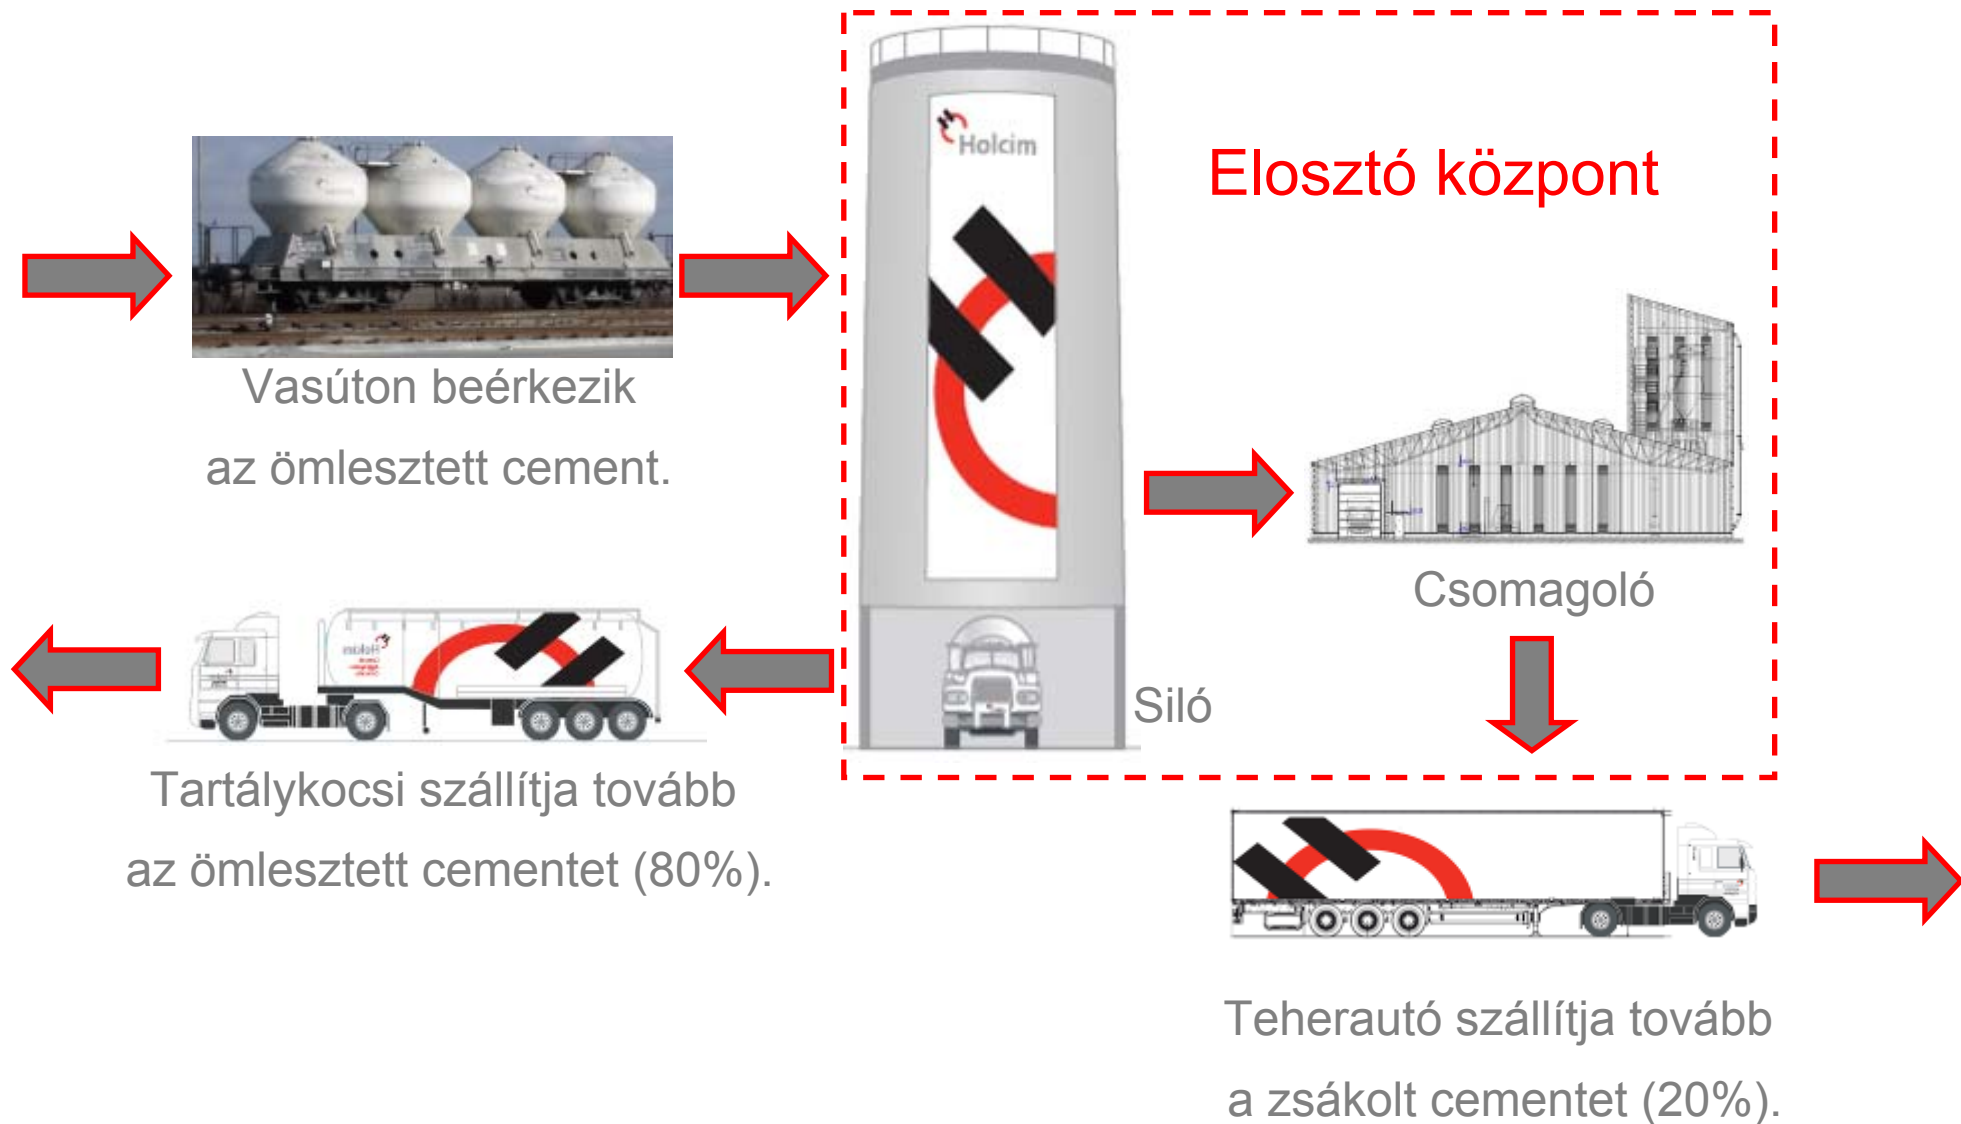 Holcim
Elosztó központ
Vasúton beérkezik
az ömlesztett cement.
Csomagoló
Siló
Holcim
Tartálykocsi szállítja tovább
az ömlesztett cementet (80%).
Teherautó szállítja tovább
a zsákolt cementet (20%).